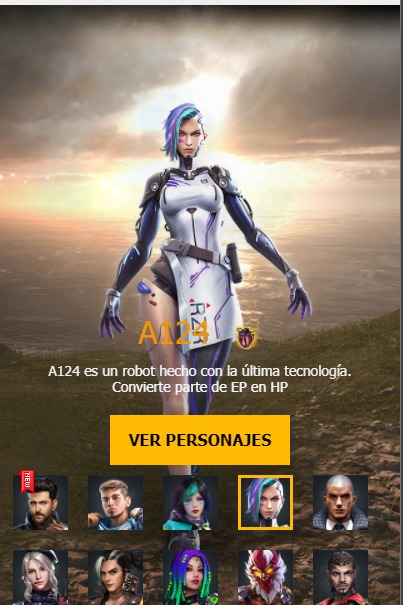 A124
A124 es un robot hecho con la última tecnología.
Convierte parte de EP en HP
VER PERSONAJES
NEW